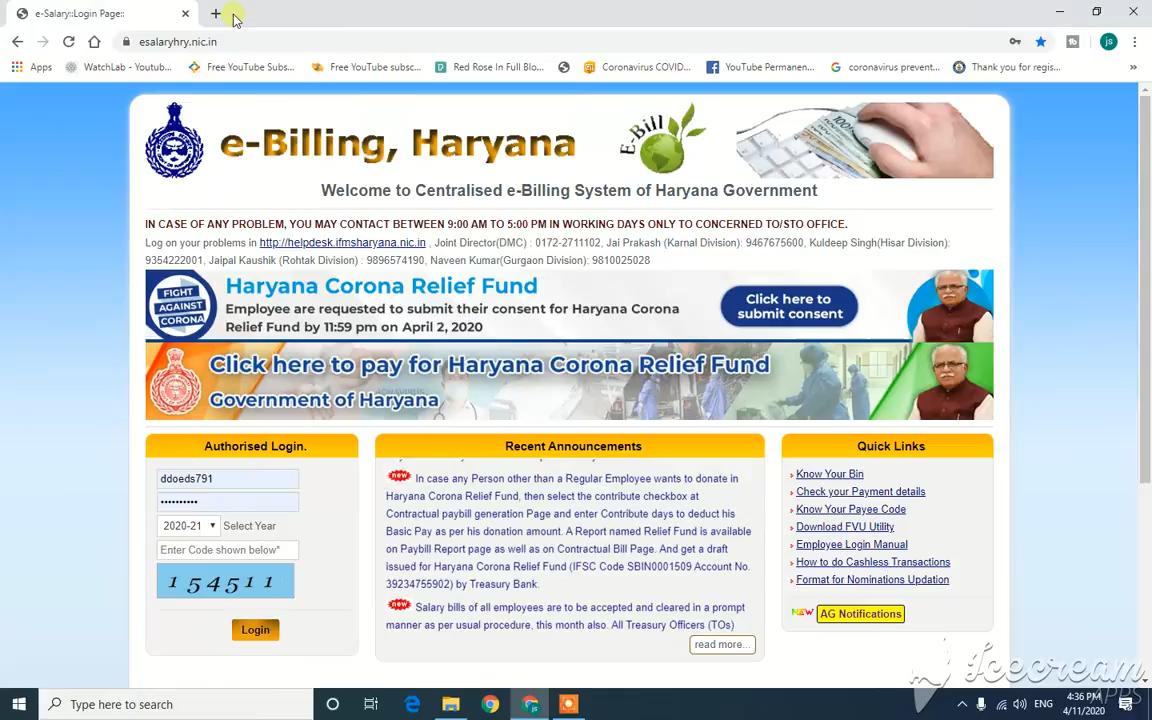 e-Salary::Login Page::
esalaryhry.nic.in
js
Apps WatchLab - Youtub... Free YouTube Subs... Free YouTube subsc... Red Rose In Full Blo... Coronavirus COVID... YouTube Permanen... coronavirus prevent... Thank you for regis... »
e-Billing, Haryana
E-Bill
Welcome to Centralised e-Billing System of Haryana Government
IN CASE OF ANY PROBLEM, YOU MAY CONTACT BETWEEN 9:00 AM TO 5:00 PM IN WORKING DAYS ONLY TO CONCERNED TO/STO OFFICE.
Log on your problems in http://helpdesk.ifmsharyana.nic.in , Joint Director(DMC) : 0172-2711102, Jai Prakash (Karnal Division): 9467675600, Kuldeep Singh(Hisar Division):
9354222001, Jaipal Kaushik (Rohtak Division) : 9896574190, Naveen Kumar(Gurgaon Division): 9810025028
FIGHT
AGAINST
CORONA
Haryana Corona Relief Fund
Employee are requested to submit their consent for Haryana Corona
Relief Fund by 11:59 pm on April 2, 2020
Click here to
submit consent
Click here to pay for Haryana Corona Relief Fund
Government of Haryana
Authorised Login.
ddoeds791
••••••••••
2020-21 Select Year
Enter Code shown below*
154511
Login
Recent Announcements
In case any Person other than a Regular Employee wants to donate in
Haryana Corona Relief Fund, then select the contribute checkbox at
Contractual paybill generation Page and enter Contribute days to deduct his
Basic Pay as per his donation amount. A Report named Relief Fund is available
on Paybill Report page as well as on Contractual Bill Page. And get a draft
issued for Haryana Corona Relief Fund (IFSC Code SBIN0001509 Account No.
39234755902) by Treasury Bank.
Salary bills of all employees are to be accepted and cleared in a prompt
manner as per usual procedure, this month also. All Treasury Officers (TOs)
read more...
Quick Links
Know Your Bin
Check your Payment details
Know Your Payee Code
Download FVU Utility
Employee Login Manual
How to do Cashless Transactions
Format for Nominations Updation
NEW AG Notifications
Icecream
APPS
Type here to search
ENG
4:36 PM
4/11/2020